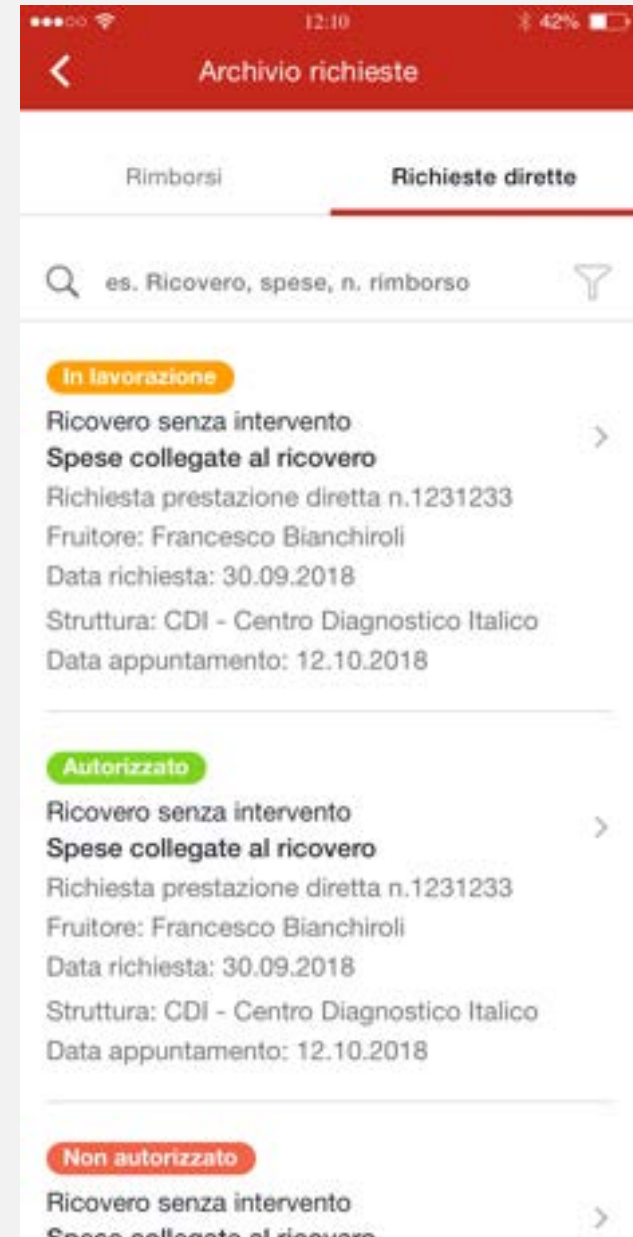 12:10
42%
Archivio richieste
Rimborsi
Richieste dirette
es. Ricovero, spese, n. rimborso
In lavorazione
Ricovero senza intervento
Spese collegate al ricovero
Richiesta prestazione diretta n.1231233
Fruitore: Francesco Bianchiroli
Data richiesta: 30.09.2018
Struttura: CDI - Centro Diagnostico Italico
Data appuntamento: 12.10.2018
Autorizzato
Ricovero senza intervento
Spese collegate al ricovero
Richiesta prestazione diretta n.1231233
Fruitore: Francesco Bianchiroli
Data richiesta: 30.09.2018
Struttura: CDI - Centro Diagnostico Italico
Data appuntamento: 12.10.2018
Non autorizzato
Ricovero senza intervento
Spese collegate al ricovero